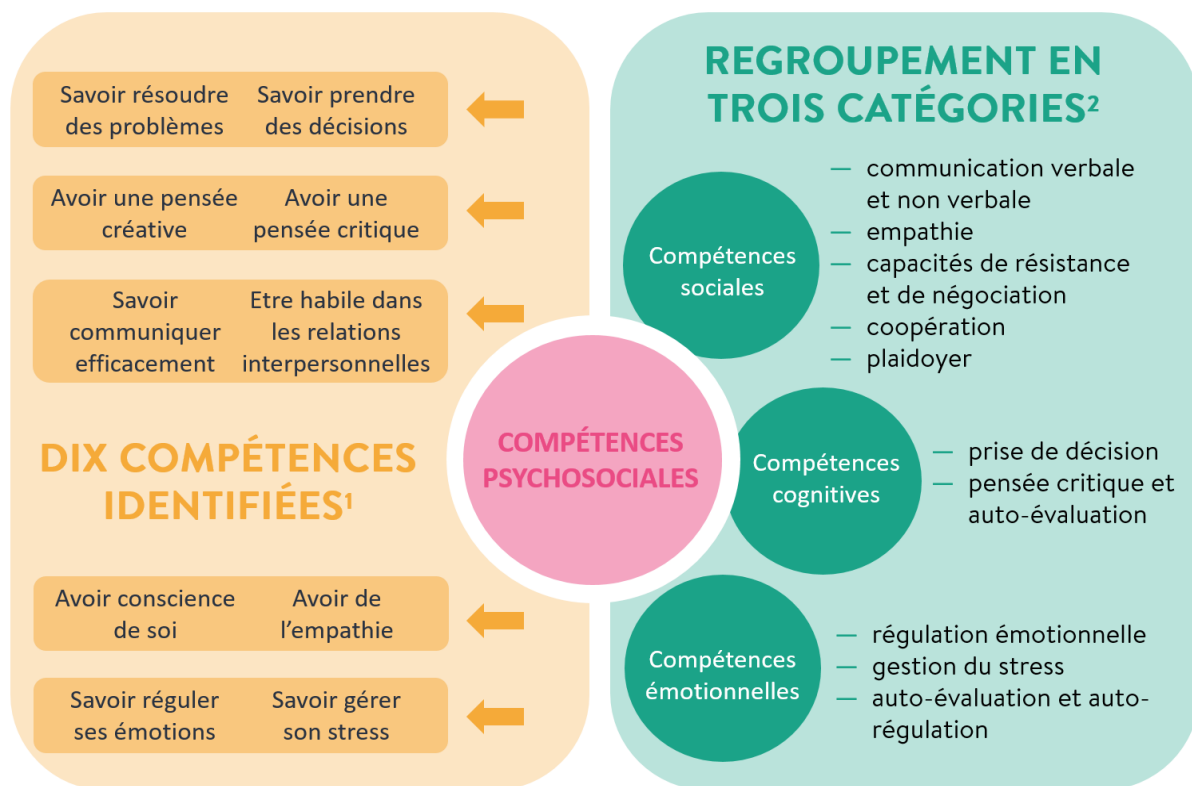 Savoir résoudre
des problèmes
Savoir prendre
des décisions
Avoir une pensée
créative
Avoir une
pensée critique
Savoir
communiquer
efficacement
Etre habile dans
les relations
interpersonnelles
DIX COMPÉTENCES
IDENTIFIÉES¹
Avoir conscience
de soi
Avoir de
l’empathie
Savoir réguler
ses émotions
Savoir gérer
son stress
COMPÉTENCES
PSYCHOSOCIALES
REGROUPEMENT EN
TROIS CATÉGORIES²
Compétences
sociales
— communication verbale
et non verbale
— empathie
— capacités de résistance
et de négociation
— coopération
— plaidoyer
Compétences
cognitives
— prise de décision
— pensée critique et
auto-évaluation
Compétences
émotionnelles
— régulation émotionnelle
— gestion du stress
— auto-évaluation et auto-
régulation